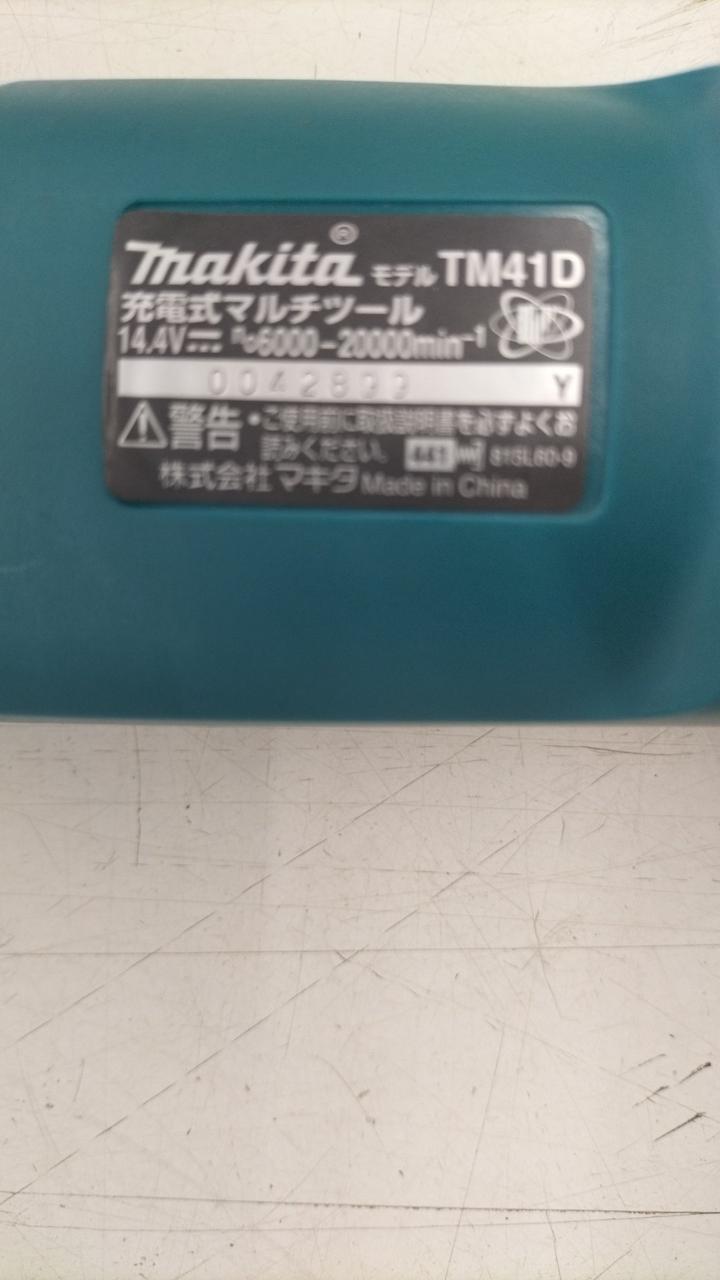 makita® モデル TM41D
充電式マルチツール
14.4V⎓ n₀6000-20000min⁻¹
Y
⚠警告 ・ご使用前に取扱説明書を必ずよくお
読みください。 441
株式会社マキタ Made in China